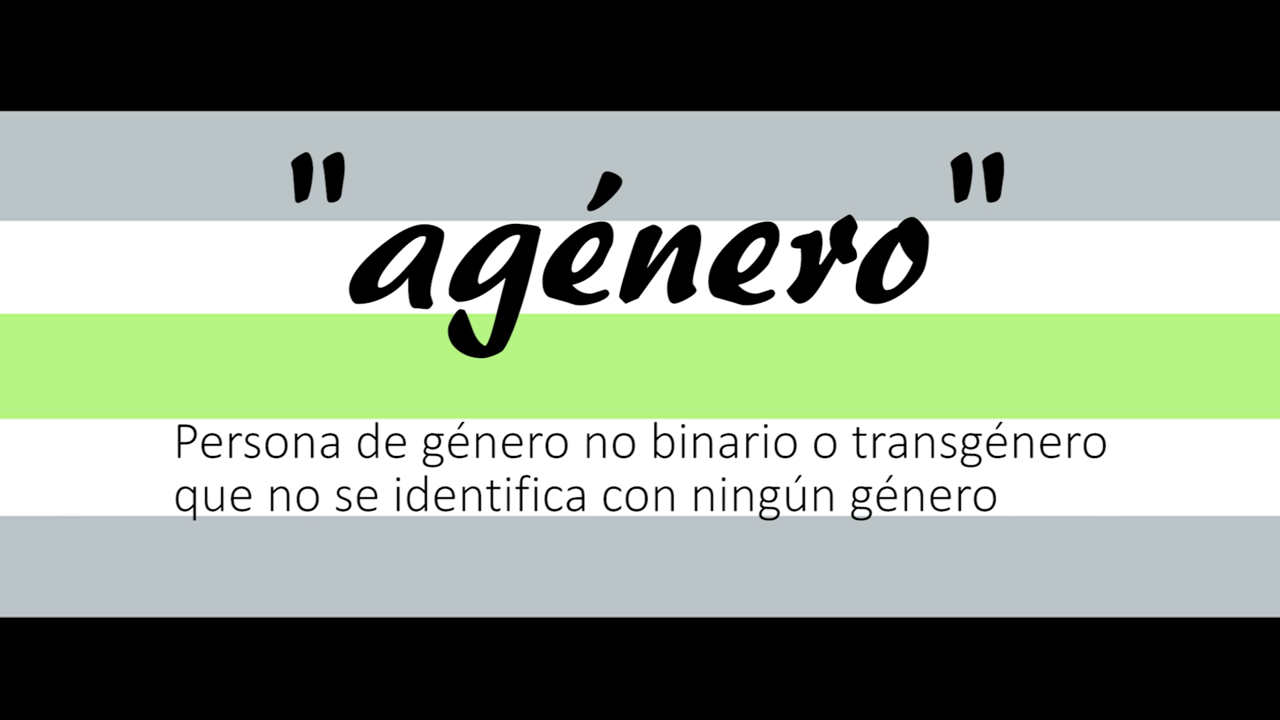 "agénero"
Persona de género no binario o transgénero
que no se identifica con ningún género